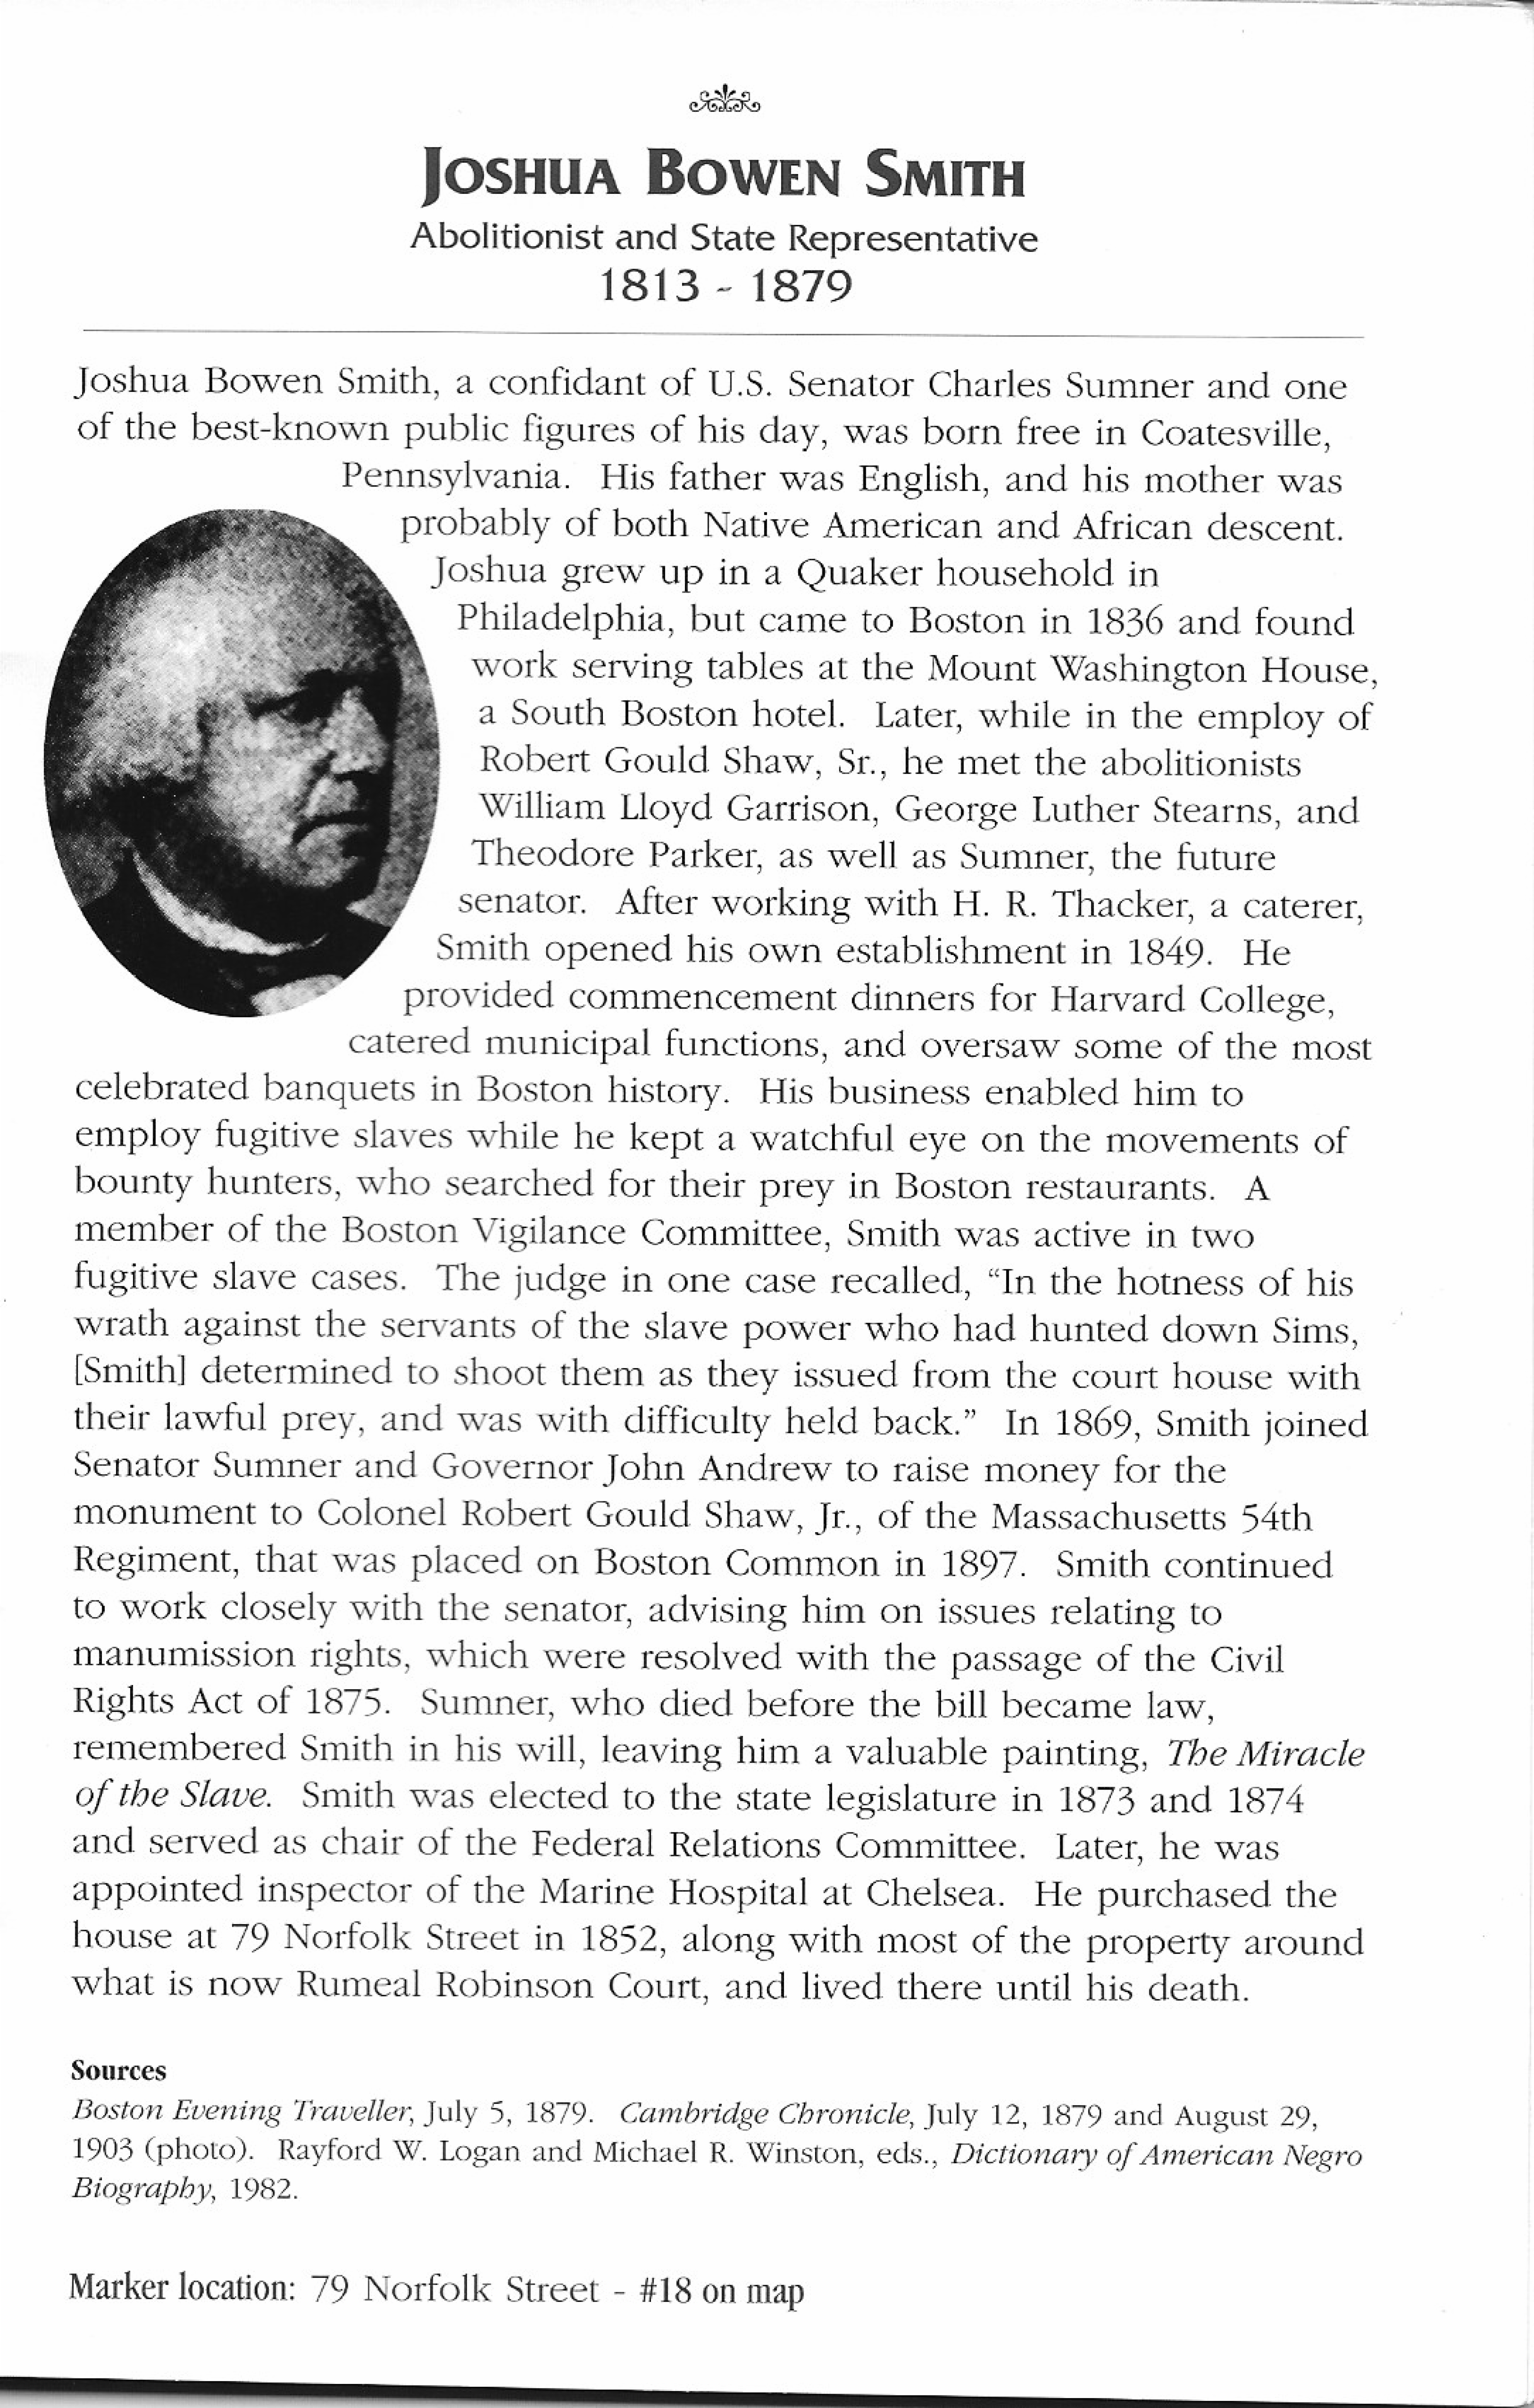 JOSHUA BOWEN SMITH
Abolitionist and State Representative
1813 - 1879
Joshua Bowen Smith, a confidant of U.S. Senator Charles Sumner and one
of the best-known public figures of his day, was born free in Coatesville,
Pennsylvania. His father was English, and his mother was
probably of both Native American and African descent.
Joshua grew up in a Quaker household in
Philadelphia, but came to Boston in 1836 and found
work serving tables at the Mount Washington House,
a South Boston hotel. Later, while in the employ of
Robert Gould Shaw, Sr., he met the abolitionists
William Lloyd Garrison, George Luther Stearns, and
Theodore Parker, as well as Sumner, the future
senator. After working with H. R. Thacker, a caterer,
Smith opened his own establishment in 1849. He
provided commencement dinners for Harvard College,
catered municipal functions, and oversaw some of the most
celebrated banquets in Boston history. His business enabled him to
employ fugitive slaves while he kept a watchful eye on the movements of
bounty hunters, who searched for their prey in Boston restaurants. A
member of the Boston Vigilance Committee, Smith was active in two
fugitive slave cases. The judge in one case recalled, “In the hotness of his
wrath against the servants of the slave power who had hunted down Sims,
[Smith] determined to shoot them as they issued from the court house with
their lawful prey, and was with difficulty held back.” In 1869, Smith joined
Senator Sumner and Governor John Andrew to raise money for the
monument to Colonel Robert Gould Shaw, Jr., of the Massachusetts 54th
Regiment, that was placed on Boston Common in 1897. Smith continued
to work closely with the senator, advising him on issues relating to
manumission rights, which were resolved with the passage of the Civil
Rights Act of 1875. Sumner, who died before the bill became law,
remembered Smith in his will, leaving him a valuable painting, The Miracle
of the Slave. Smith was elected to the state legislature in 1873 and 1874
and served as chair of the Federal Relations Committee. Later, he was
appointed inspector of the Marine Hospital at Chelsea. He purchased the
house at 79 Norfolk Street in 1852, along with most of the property around
what is now Rumeal Robinson Court, and lived there until his death.
Sources
Boston Evening Traveller, July 5, 1879. Cambridge Chronicle, July 12, 1879 and August 29,
1903 (photo). Rayford W. Logan and Michael R. Winston, eds., Dictionary of American Negro
Biography, 1982.
Marker location: 79 Norfolk Street - #18 on map